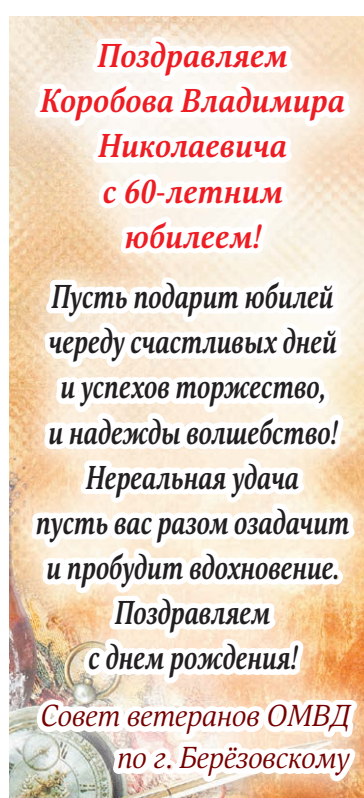 Поздравляем
Коробова Владимира
Николаевича
с 60-летним
юбилеем!
Пусть подарит юбилей
череду счастливых дней
и успехов торжество,
и надежды волшебство!
Нереальная удача
пусть вас разом озадачит
и пробудит вдохновение.
Поздравляем
с днем рождения!
Совет ветеранов ОМВД
по г. Берёзовскому